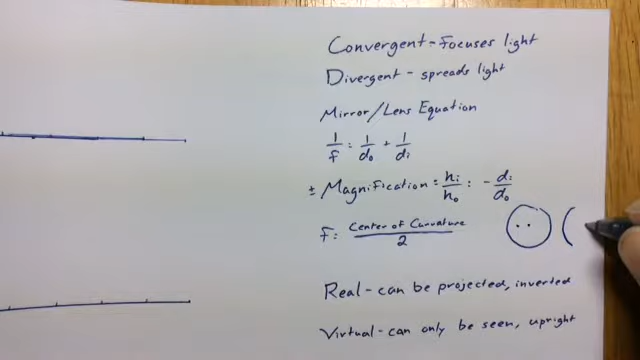 Convergent - Focuses light
Divergent - spreads light
Mirror/Lens Equation
1/f = 1/do + 1/di
± Magnification = hi/ho = - di/do
F = Center of Curvature / 2
Real - can be projected, inverted
Virtual - can only be seen, upright